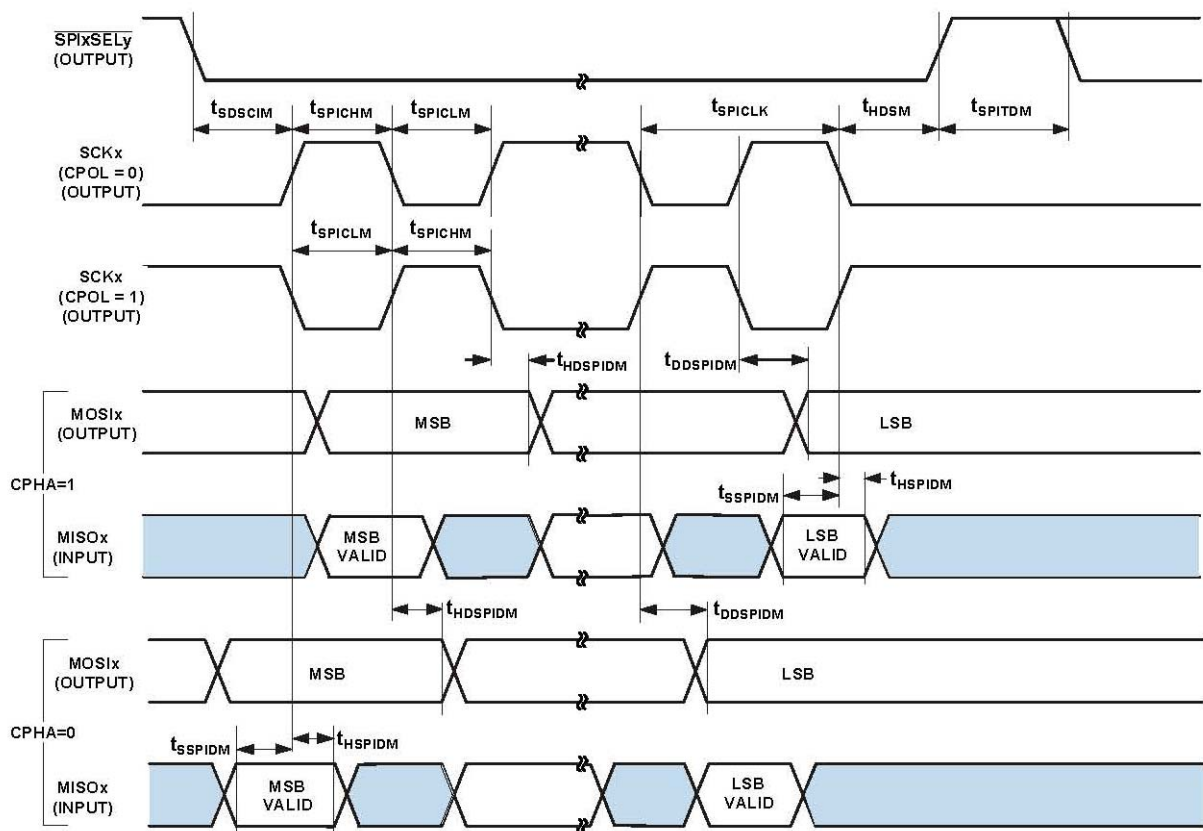 SPIxSELy
(OUTPUT)
tSDSCIM tSPICHM tSPICLM tSPICLK tHDSM tSPITDM
SCKx
(CPOL = 0)
(OUTPUT)
tSPICLM tSPICHM
SCKx
(CPOL = 1)
(OUTPUT)
tHDSPIDM tDDSPIDM
CPHA=1
MOSIx
(OUTPUT)
MSB LSB
tSSPIDM tHSPIDM
MISOx
(INPUT)
MSB
VALID
LSB
VALID
tHDSPIDM tDDSPIDM
CPHA=0
MOSIx
(OUTPUT)
MSB LSB
tSSPIDM tHSPIDM
MISOx
(INPUT)
MSB
VALID
LSB
VALID